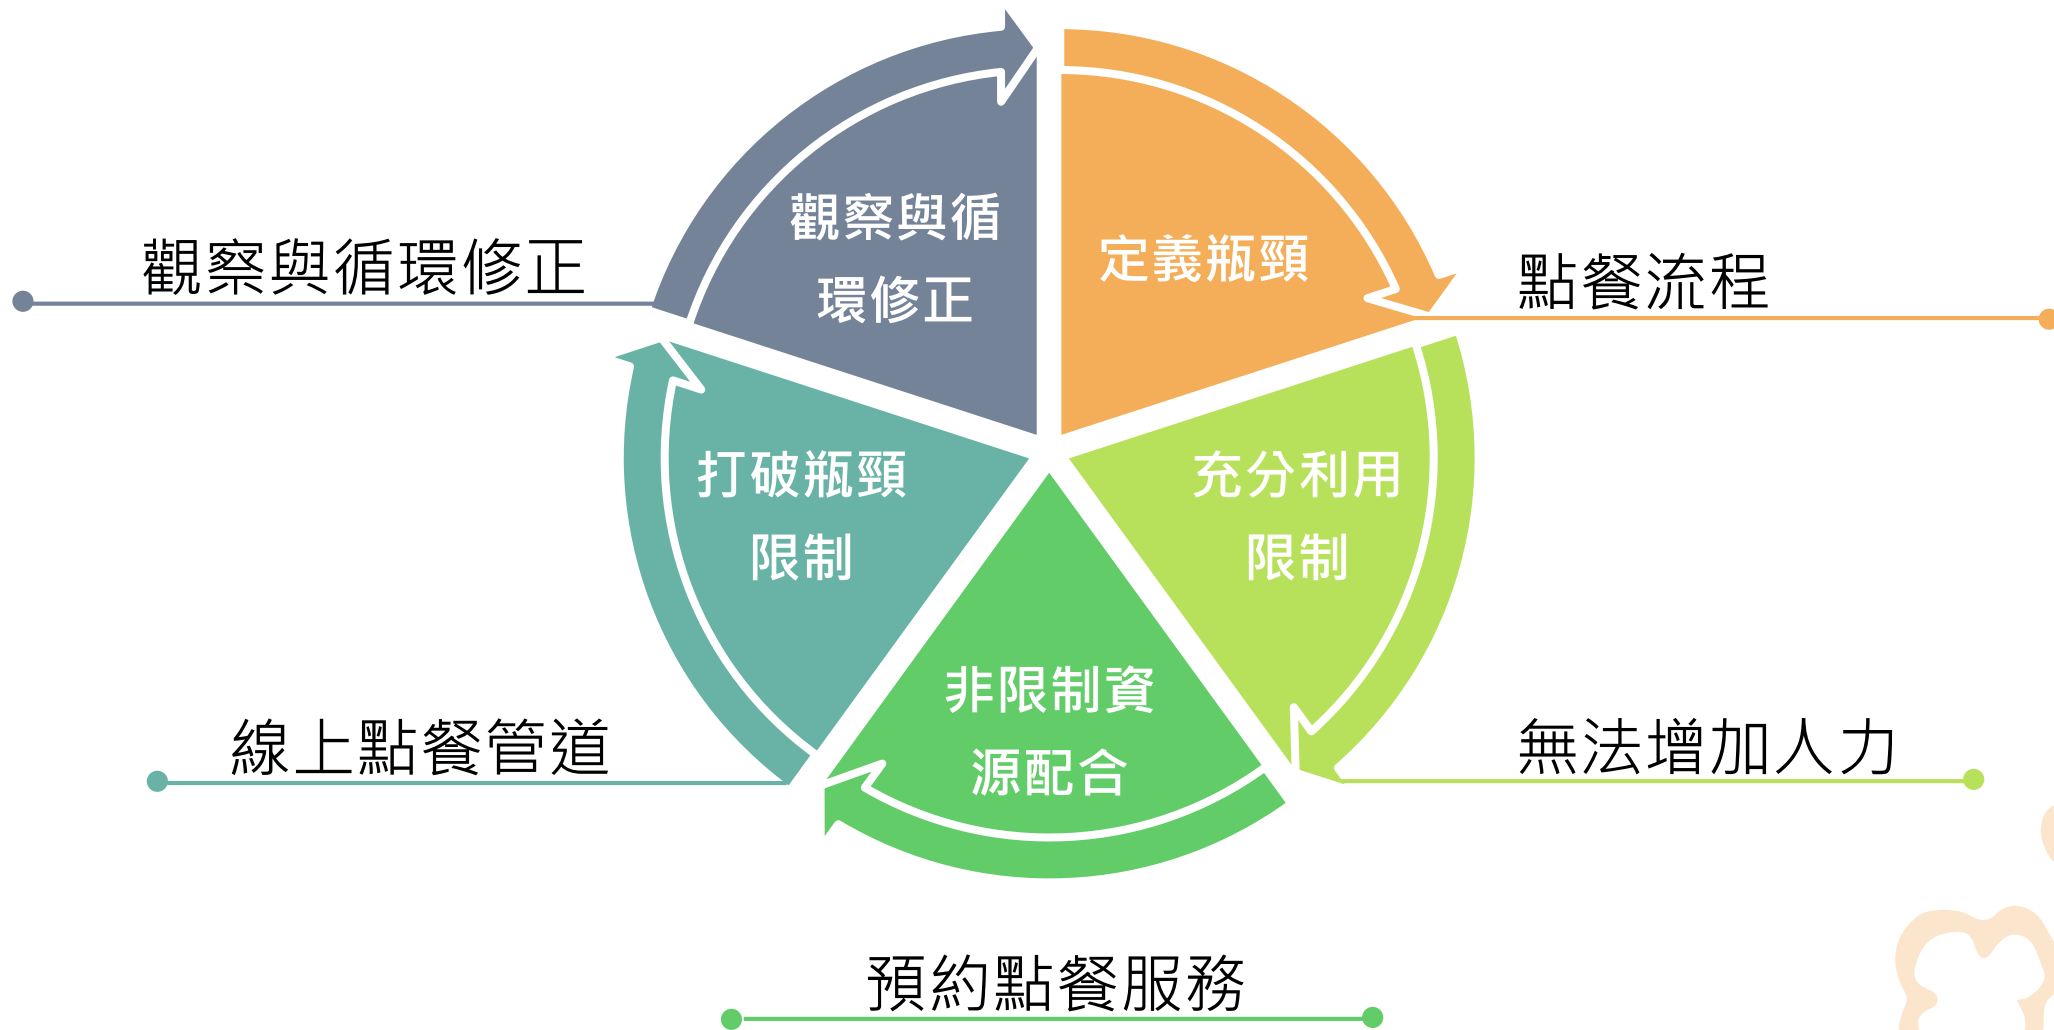 觀察與循
環修正
定義瓶頸
觀察與循環修正
點餐流程
打破瓶頸
限制
充分利用
限制
非限制資
源配合
線上點餐管道
無法增加人力
預約點餐服務